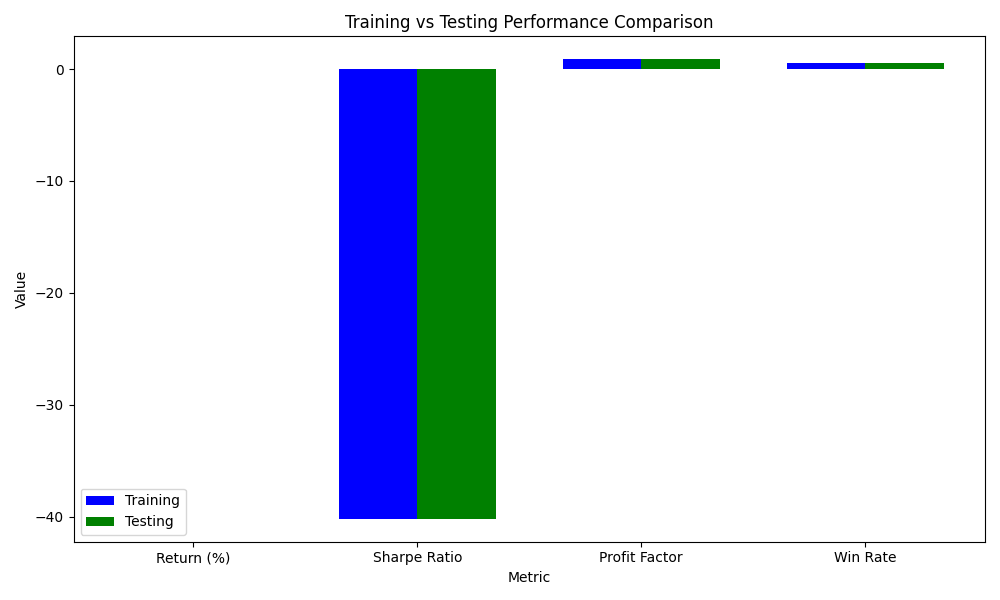 Training vs Testing Performance Comparison
0
−10
−20
−30
−40
Value
Training
Testing
Return (%)
Sharpe Ratio
Profit Factor
Win Rate
Metric